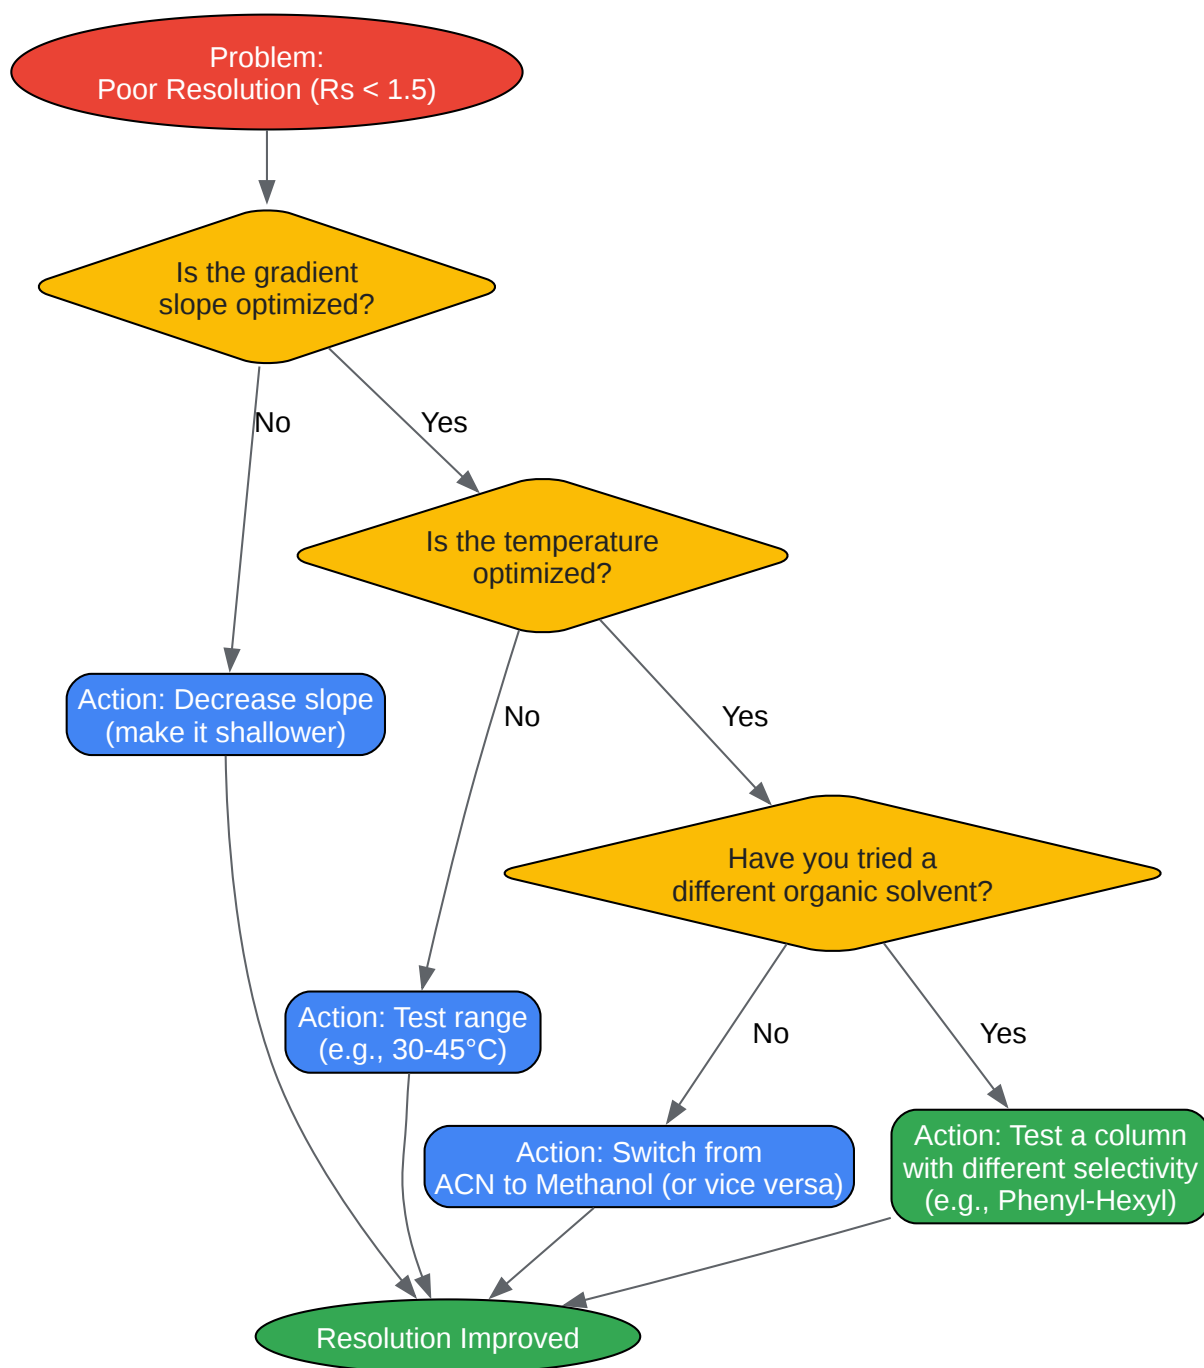 Problem:
Poor Resolution (Rs < 1.5)
Is the gradient
slope optimized?
No
Yes
Is the temperature
optimized?
Action: Decrease slope
(make it shallower)
No
Yes
Have you tried a
different organic solvent?
Action: Test range
(e.g., 30-45°C)
No
Yes
Action: Switch from
ACN to Methanol (or vice versa)
Action: Test a column
with different selectivity
(e.g., Phenyl-Hexyl)
Resolution Improved